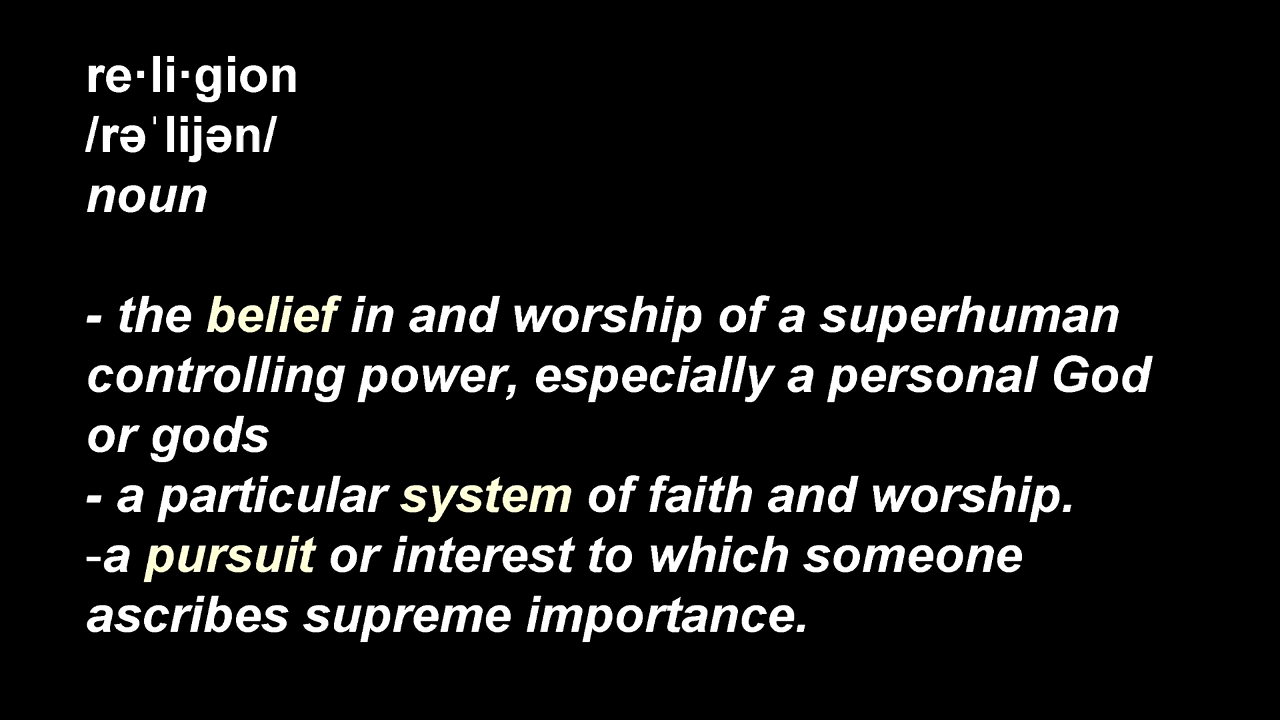 re·li·gion
/rəˈlijən/
noun
- the belief in and worship of a superhuman
controlling power, especially a personal God
or gods
- a particular system of faith and worship.
-a pursuit or interest to which someone
ascribes supreme importance.